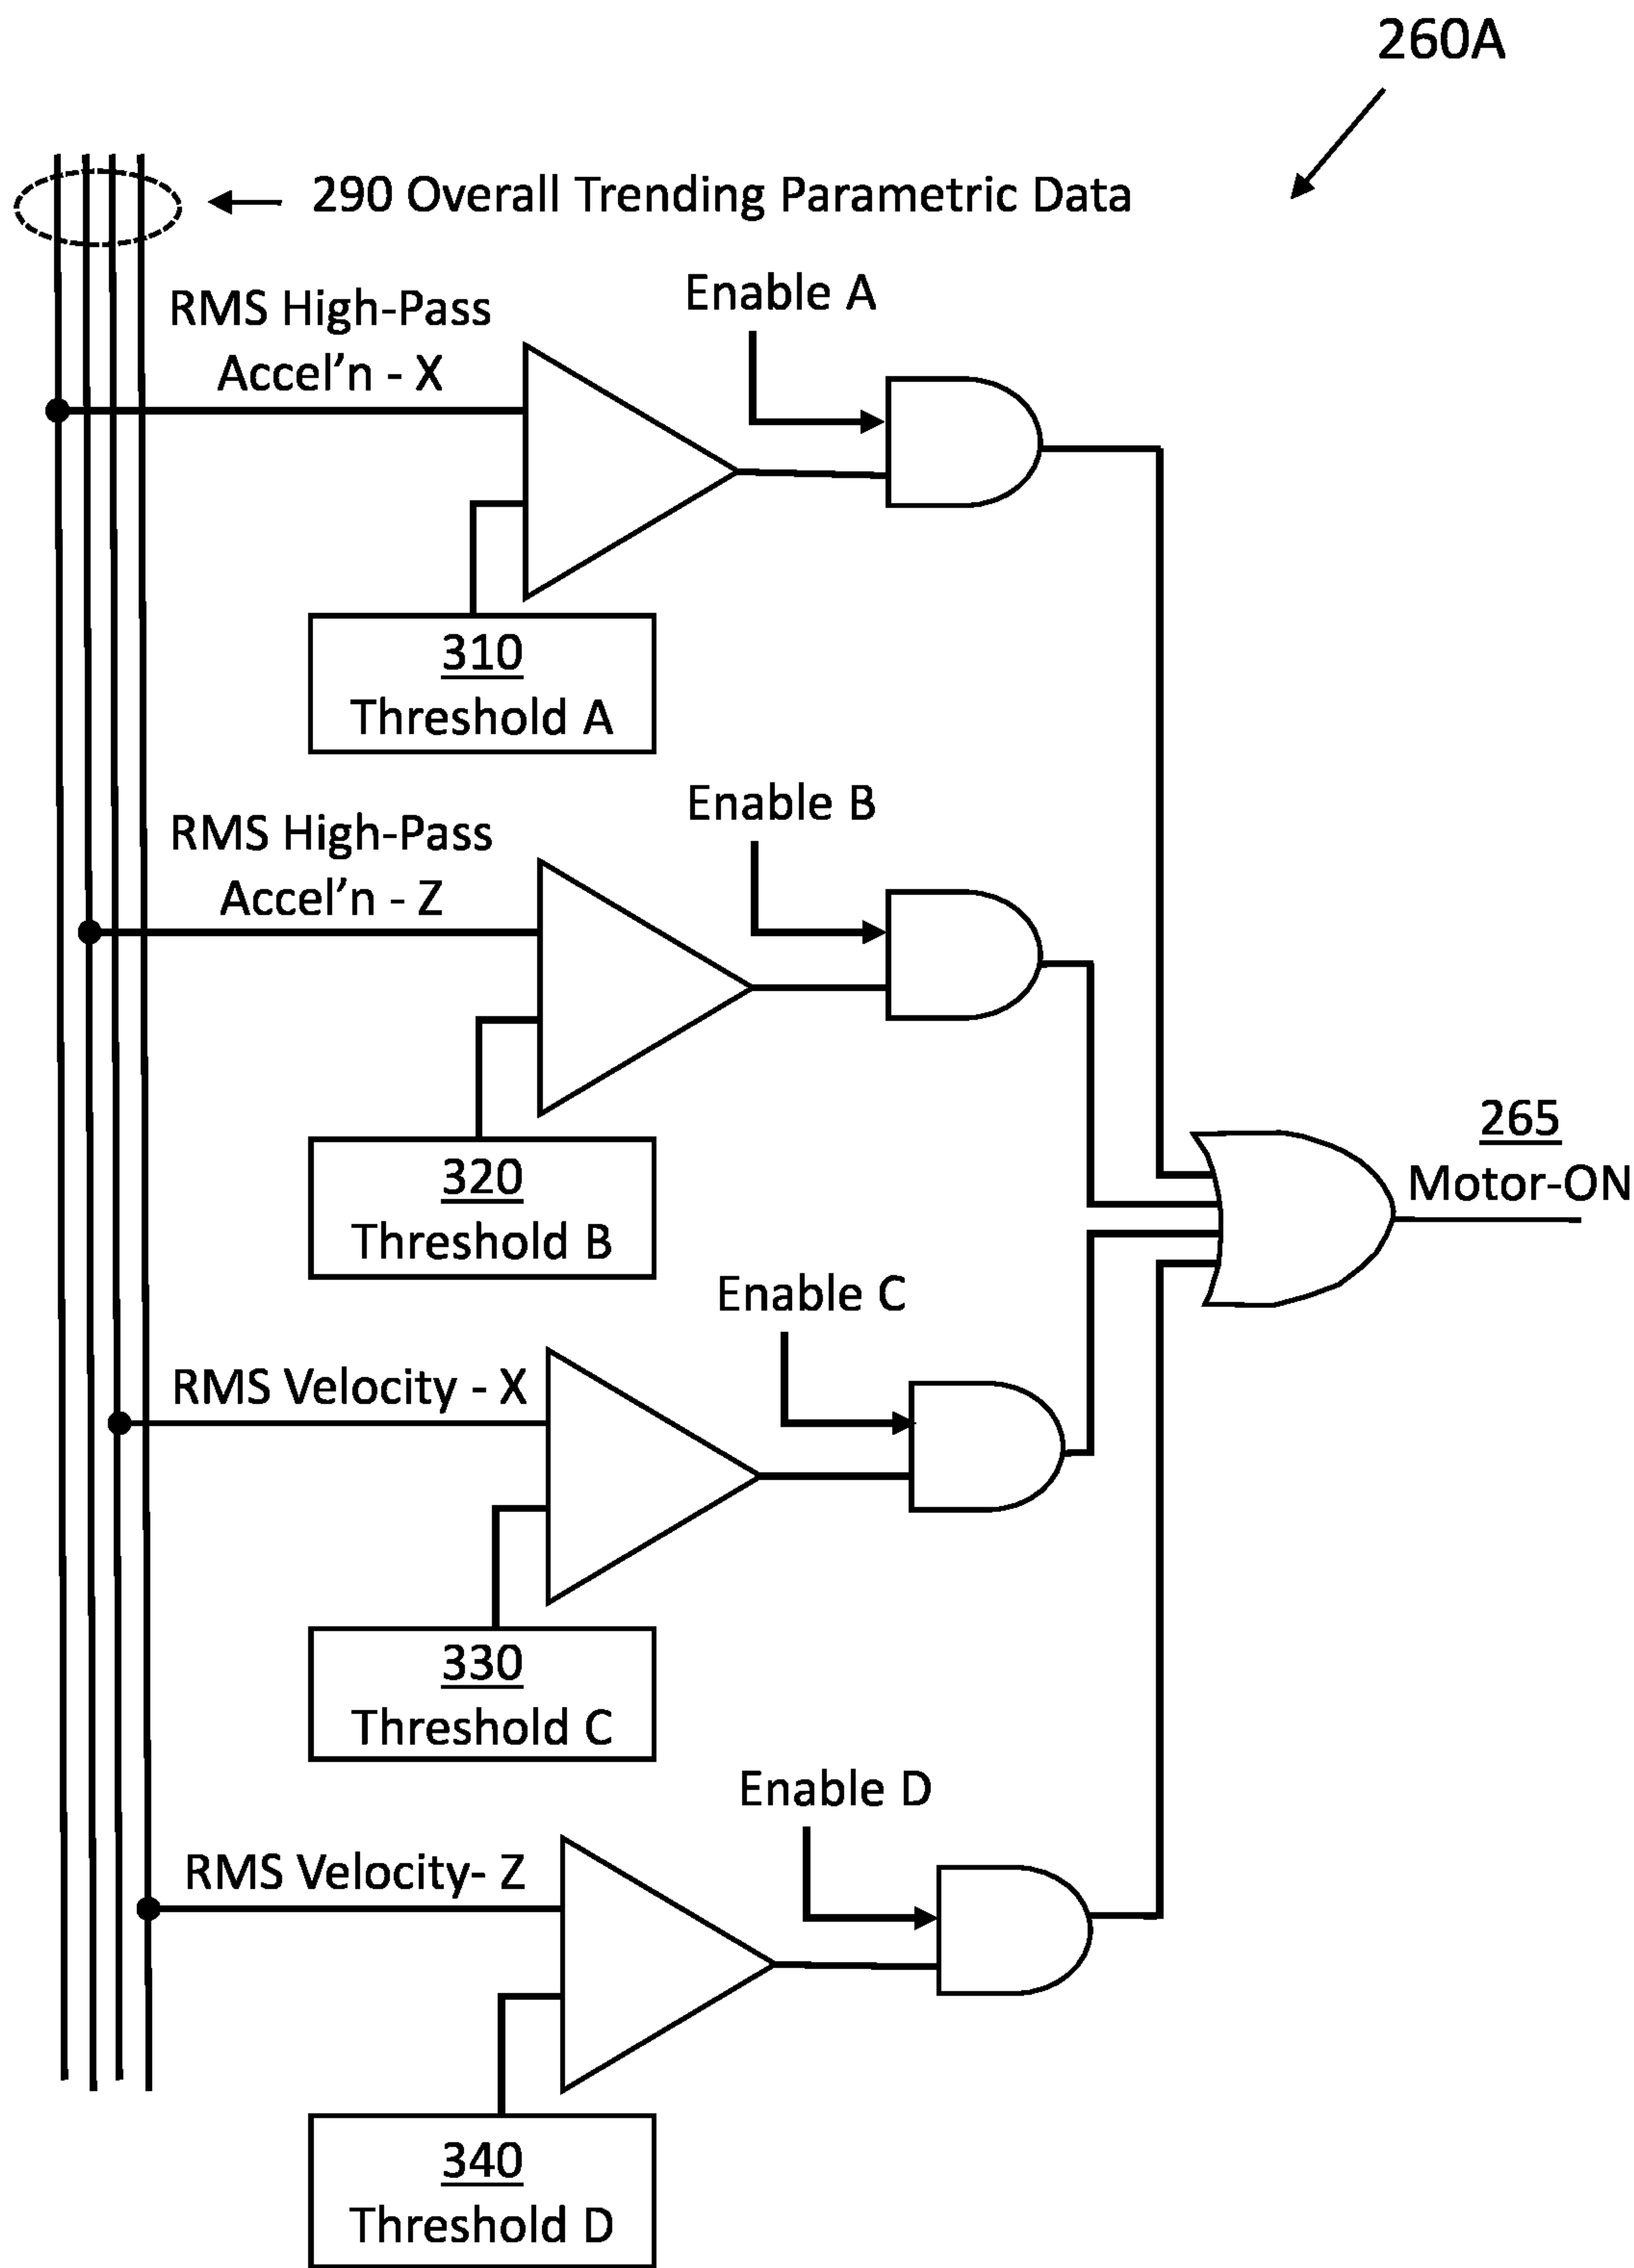 260A
290 Overall Trending Parametric Data
RMS High-Pass
Accel’n - X
Enable A
310
Threshold A
RMS High-Pass
Accel’n - Z
Enable B
320
Threshold B
265
Motor-ON
Enable C
RMS Velocity - X
330
Threshold C
Enable D
RMS Velocity- Z
340
Threshold D